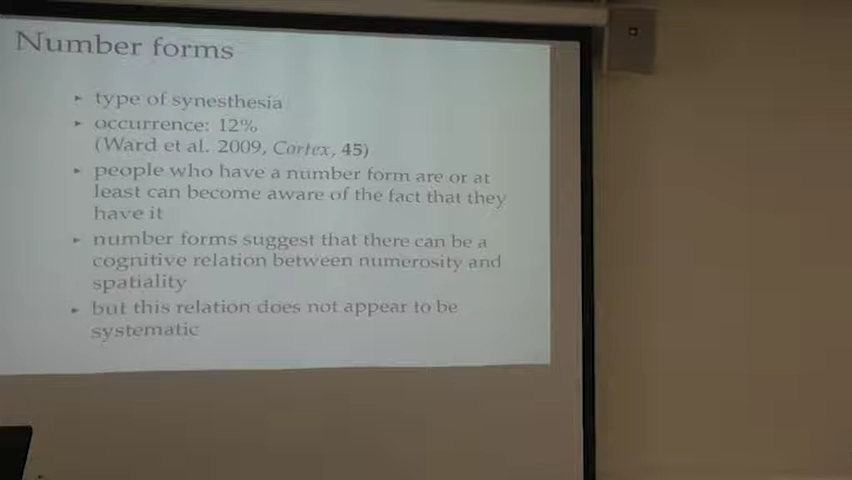 Number forms
▸ type of synesthesia
▸ occurrence: 12%
(Ward et al. 2009, Cortex, 45)
▸ people who have a number form are or at
least can become aware of the fact that they
have it
▸ number forms suggest that there can be a
cognitive relation between numerosity and
spatiality
▸ but this relation does not appear to be
systematic